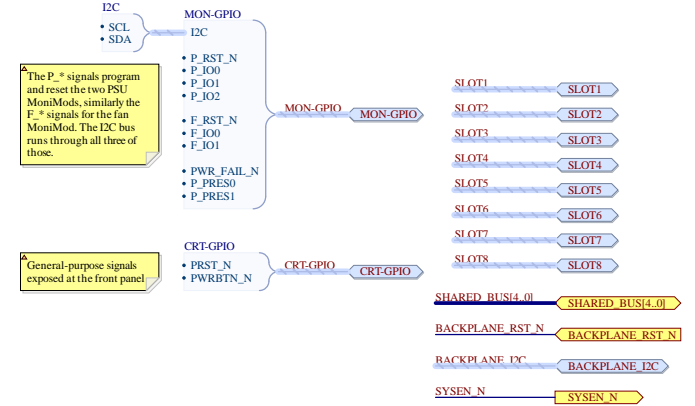 I2C
• SCL
• SDA
MON-GPIO
I2C
• P_RST_N
• P_IO0
• P_IO1
• P_IO2
• F_RST_N
• F_IO0
• F_IO1
• PWR_FAIL_N
• P_PRES0
• P_PRES1
The P_* signals program
and reset the two PSU
MoniMods, similarly the
F_* signals for the fan
MoniMod. The I2C bus
runs through all three of
those.
MON-GPIO
MON-GPIO
CRT-GPIO
• PRST_N
• PWRBTN_N
General-purpose signals
exposed at the front panel
CRT-GPIO
CRT-GPIO
SLOT1
SLOT1
SLOT2
SLOT2
SLOT3
SLOT3
SLOT4
SLOT4
SLOT5
SLOT5
SLOT6
SLOT6
SLOT7
SLOT7
SLOT8
SLOT8
SHARED_BUS[4..0]
SHARED_BUS[4..0]
BACKPLANE_RST_N
BACKPLANE_RST_N
BACKPLANE_I2C
BACKPLANE_I2C
SYSEN_N
SYSEN_N